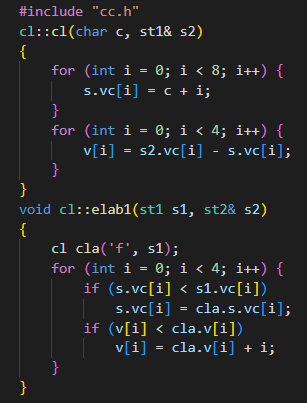 #include "cc.h"
cl::cl(char c, st1& s2)
{
    for (int i = 0; i < 8; i++) {
        s.vc[i] = c + i;
    }
    for (int i = 0; i < 4; i++) {
        v[i] = s2.vc[i] - s.vc[i];
    }
}
void cl::elab1(st1 s1, st2& s2)
{
    cl cla('f', s1);
    for (int i = 0; i < 4; i++) {
        if (s.vc[i] < s1.vc[i])
            s.vc[i] = cla.s.vc[i];
        if (v[i] < cla.v[i])
            v[i] = cla.v[i] + i;
    }
}